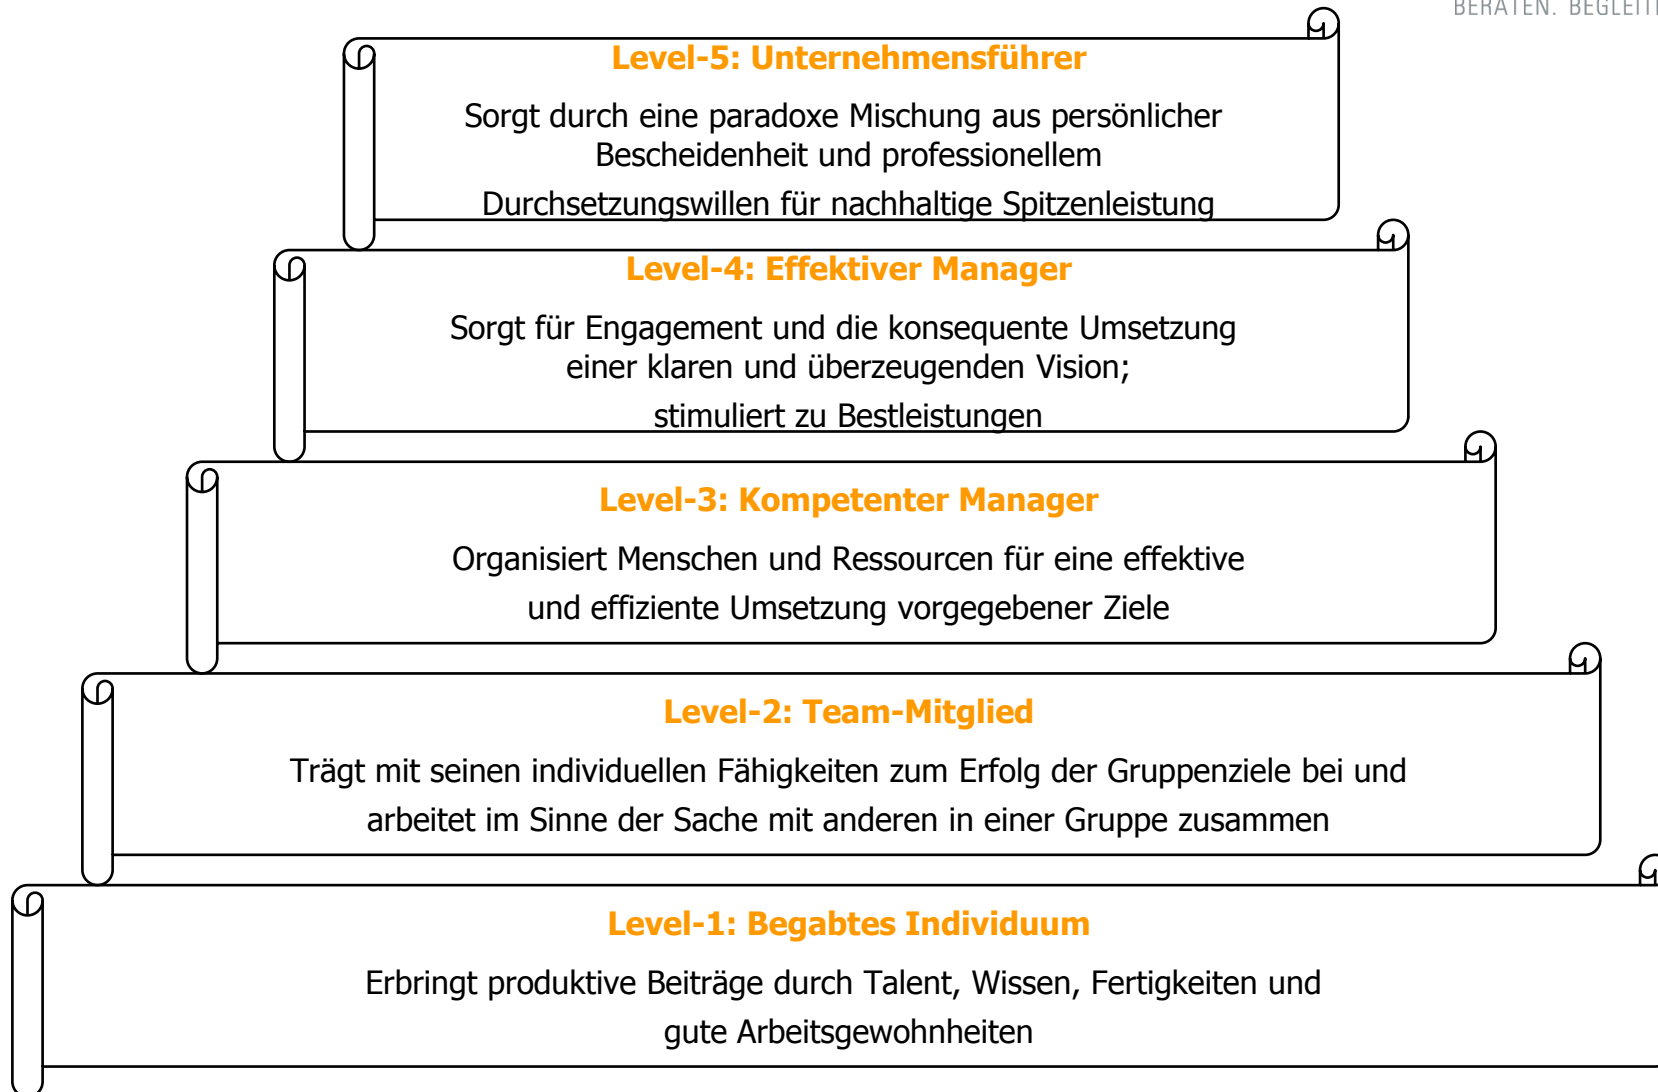 BERATEN.
Level-5: Unternehmensführer
Sorgt durch eine paradoxe Mischung aus persönlicher
Bescheidenheit und professionellem
Durchsetzungswillen für nachhaltige Spitzenleistung
Level-4: Effektiver Manager
Sorgt für Engagement und die konsequente Umsetzung
einer klaren und überzeugenden Vision;
stimuliert zu Bestleistungen
Level-3: Kompetenter Manager
Organisiert Menschen und Ressourcen für eine effektive
und effiziente Umsetzung vorgegebener Ziele
Level-2: Team-Mitglied
Trägt mit seinen individuellen Fähigkeiten zum Erfolg der Gruppenziele bei und
arbeitet im Sinne der Sache mit anderen in einer Gruppe zusammen
Level-1: Begabtes Individuum
Erbringt produktive Beiträge durch Talent, Wissen, Fertigkeiten und
gute Arbeitsgewohnheiten